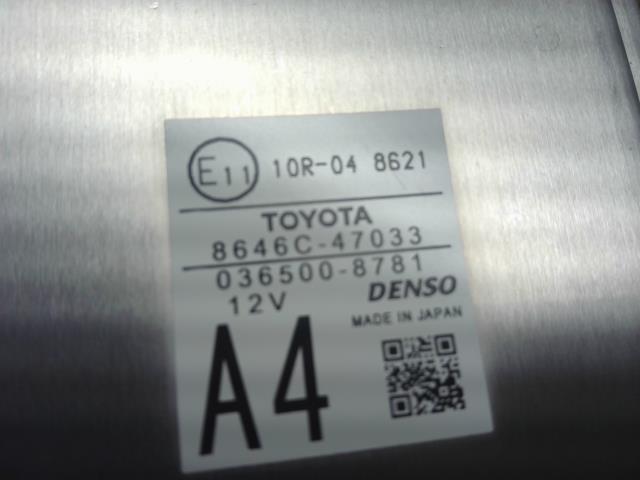 E11 10R-04 8621
TOYOTA
8646C-47033
036500-8781
12V DENSO
MADE IN JAPAN
A4